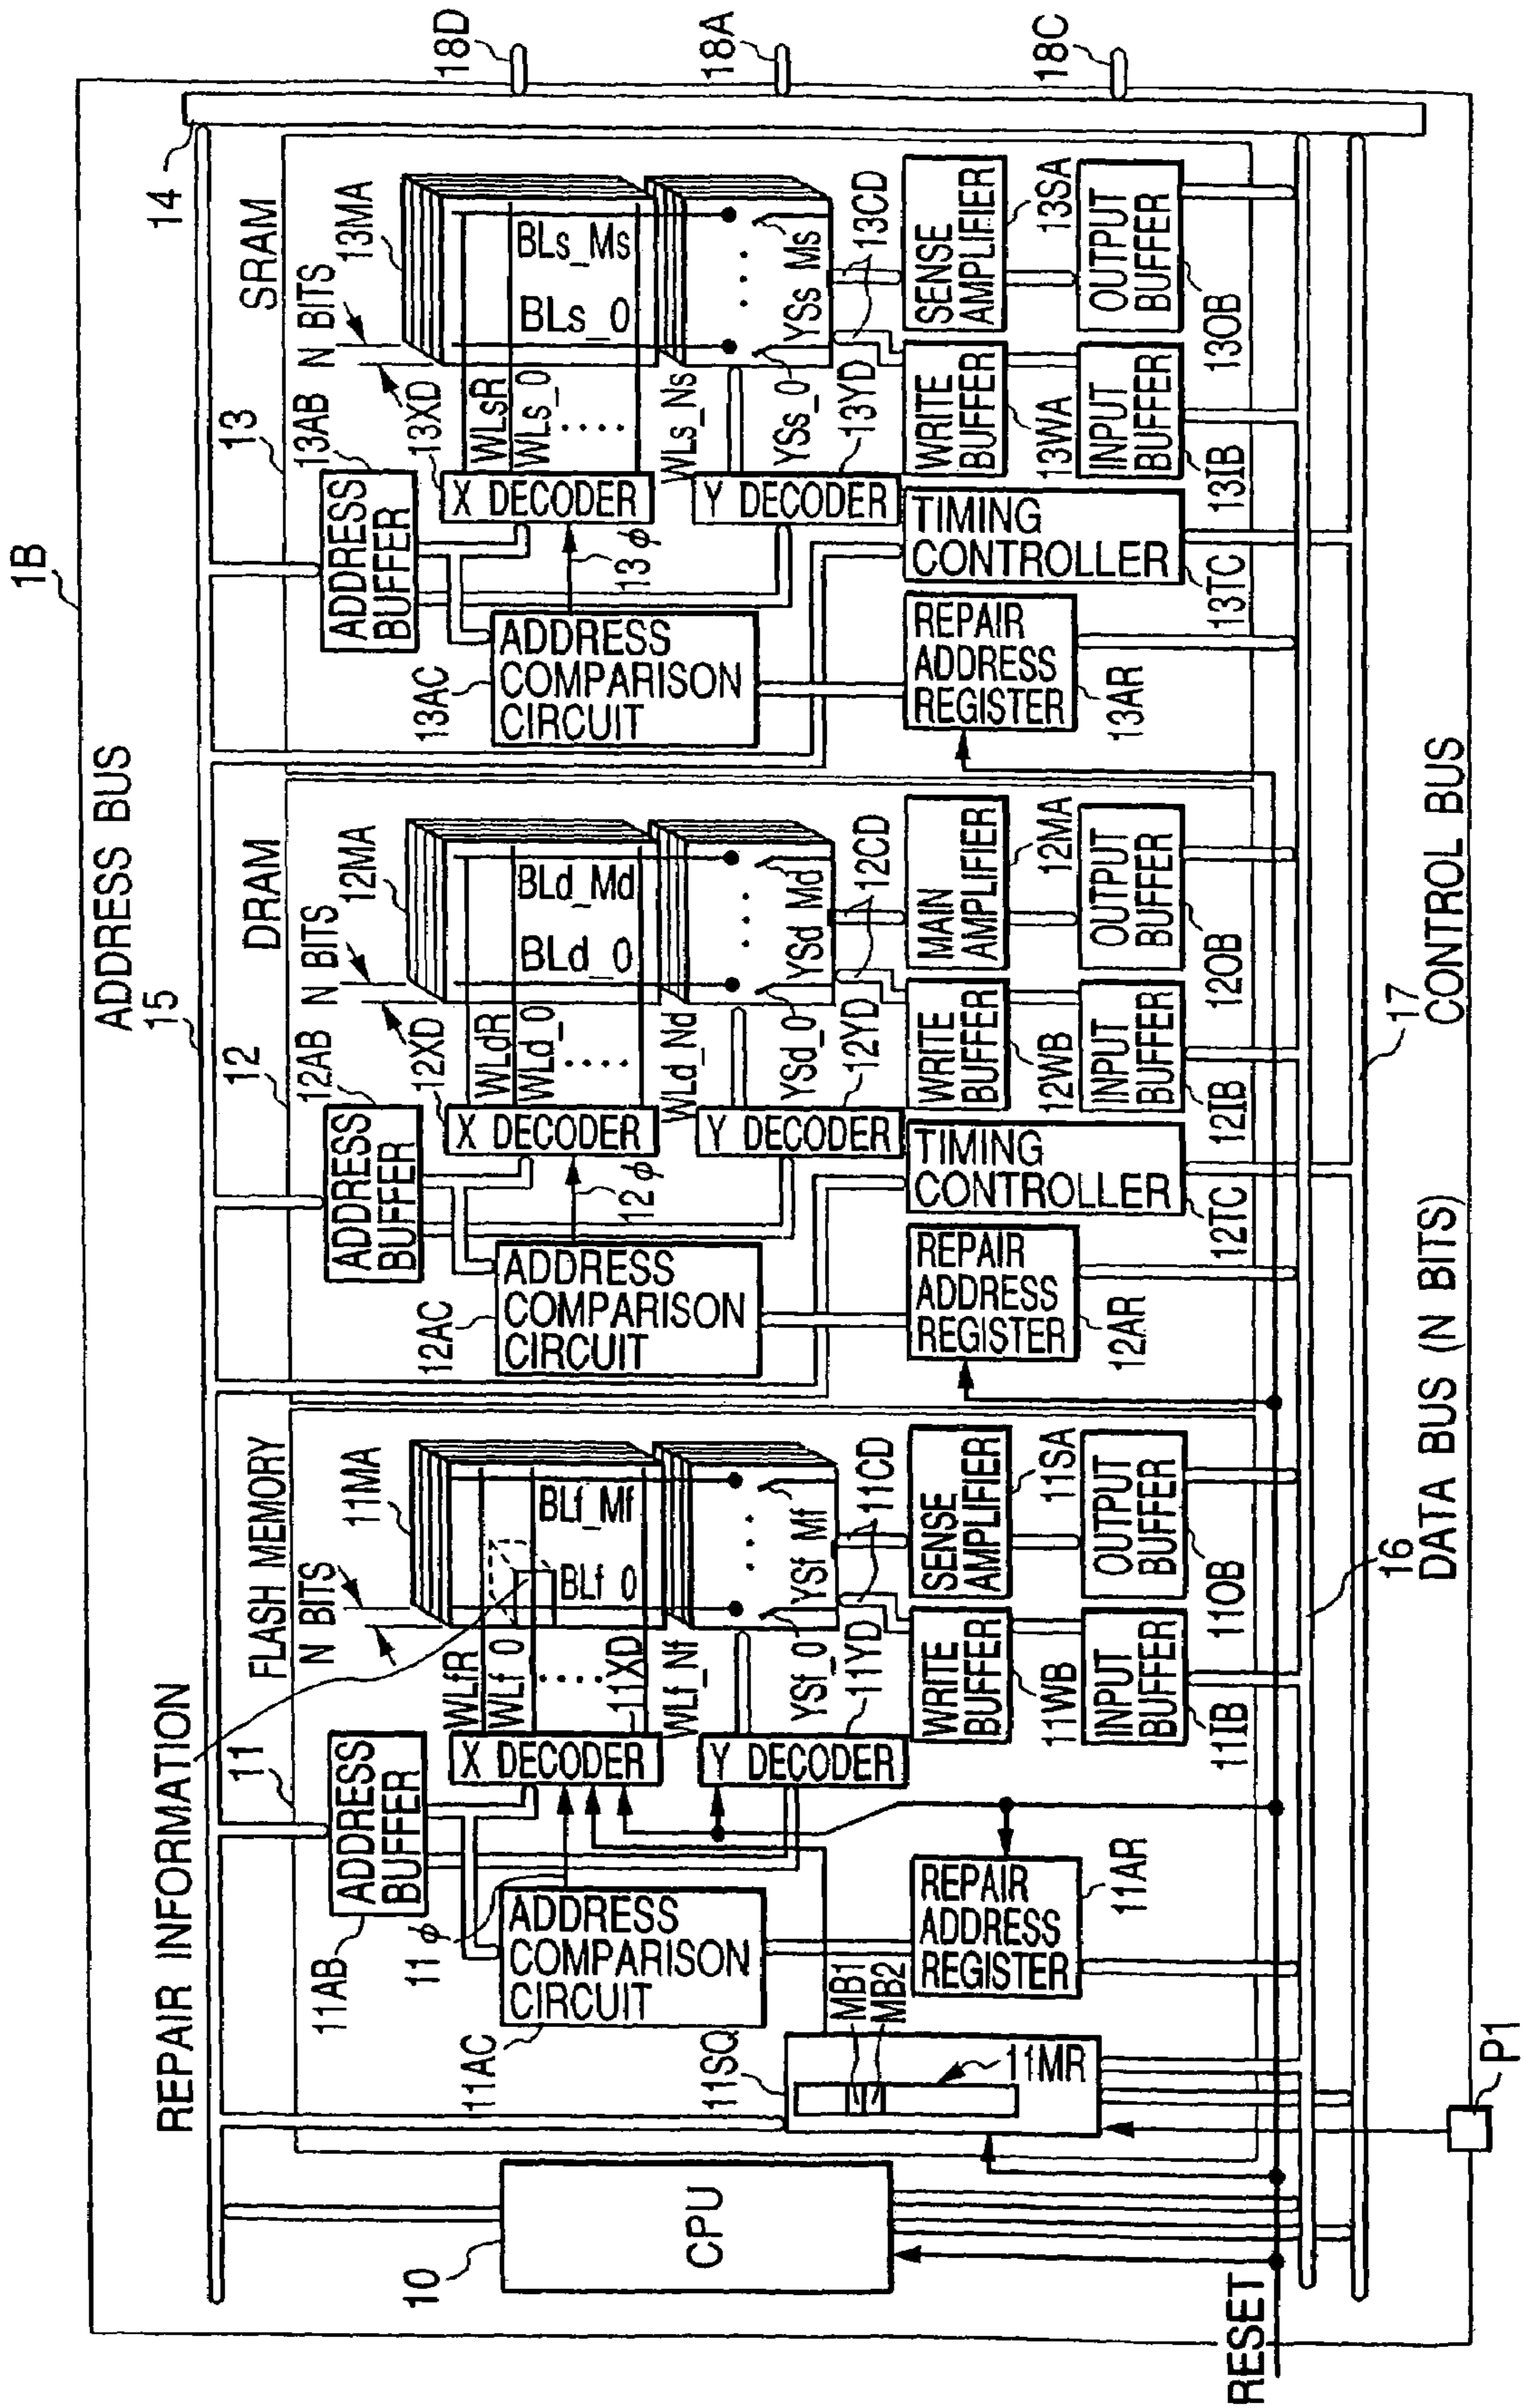 1B
ADDRESS BUS
15
14
REPAIR INFORMATION
10
CPU
RESET
P1
FLASH MEMORY
11
N BITS
11MA
ADDRESS
BUFFER
11AB
WLfR
WLf_0
11XD
WLf_Nf
X DECODER
BLf_Mf
BLf_0
11φ
ADDRESS
COMPARISON
CIRCUIT
11AC
Y DECODER
11YD
YSf_0
YSf_Mf
11CD
11SQ
MB1
MB2
11MR
REPAIR
ADDRESS
REGISTER
11AR
WRITE
BUFFER
11WB
SENSE
AMPLIFIER
11SA
INPUT
BUFFER
11IB
OUTPUT
BUFFER
11OB
DRAM
12
N BITS
12MA
ADDRESS
BUFFER
12AB
12XD
WLdR
WLd_0
WLd_Nd
X DECODER
BLd_Md
BLd_0
12φ
ADDRESS
COMPARISON
CIRCUIT
12AC
Y DECODER
12YD
YSd_0
YSd_Md
12CD
REPAIR
ADDRESS
REGISTER
12AR
TIMING
CONTROLLER
12TC
WRITE
BUFFER
12WB
MAIN
AMPLIFIER
12MA
INPUT
BUFFER
12IB
OUTPUT
BUFFER
12OB
SRAM
13
N BITS
13MA
ADDRESS
BUFFER
13AB
13XD
WLsR
WLs_0
WLs_Ns
X DECODER
BLs_Ms
BLs_0
13φ
ADDRESS
COMPARISON
CIRCUIT
13AC
Y DECODER
13YD
YSs_0
YSs_Ms
13CD
REPAIR
ADDRESS
REGISTER
13AR
TIMING
CONTROLLER
13TC
WRITE
BUFFER
13WA
SENSE
AMPLIFIER
13SA
INPUT
BUFFER
13IB
OUTPUT
BUFFER
13OB
18D
18A
18C
16
DATA BUS (N BITS)
17
CONTROL BUS